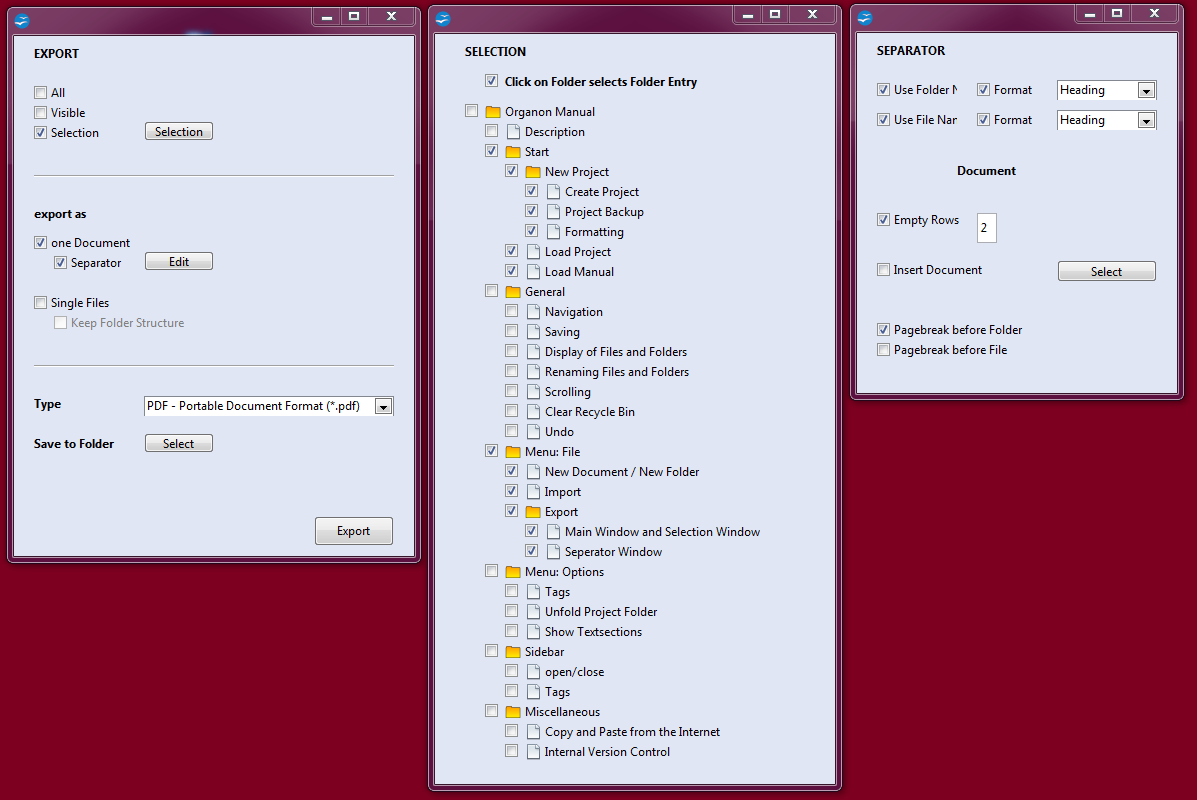 EXPORT
All
Visible
Selection
Selection
export as
one Document
Separator
Edit
Single Files
Keep Folder Structure
Type
PDF - Portable Document Format (*.pdf)
Save to Folder
Select
Export
SELECTION
Click on Folder selects Folder Entry
Organon Manual
Description
Start
New Project
Create Project
Project Backup
Formatting
Load Project
Load Manual
General
Navigation
Saving
Display of Files and Folders
Renaming Files and Folders
Scrolling
Clear Recycle Bin
Undo
Menu: File
New Document / New Folder
Import
Export
Main Window and Selection Window
Seperator Window
Menu: Options
Tags
Unfold Project Folder
Show Textsections
Sidebar
open/close
Tags
Miscellaneous
Copy and Paste from the Internet
Internal Version Control
SEPARATOR
Use Folder N Format Heading
Use File Nar Format Heading
Document
Empty Rows 2
Insert Document Select
Pagebreak before Folder
Pagebreak before File